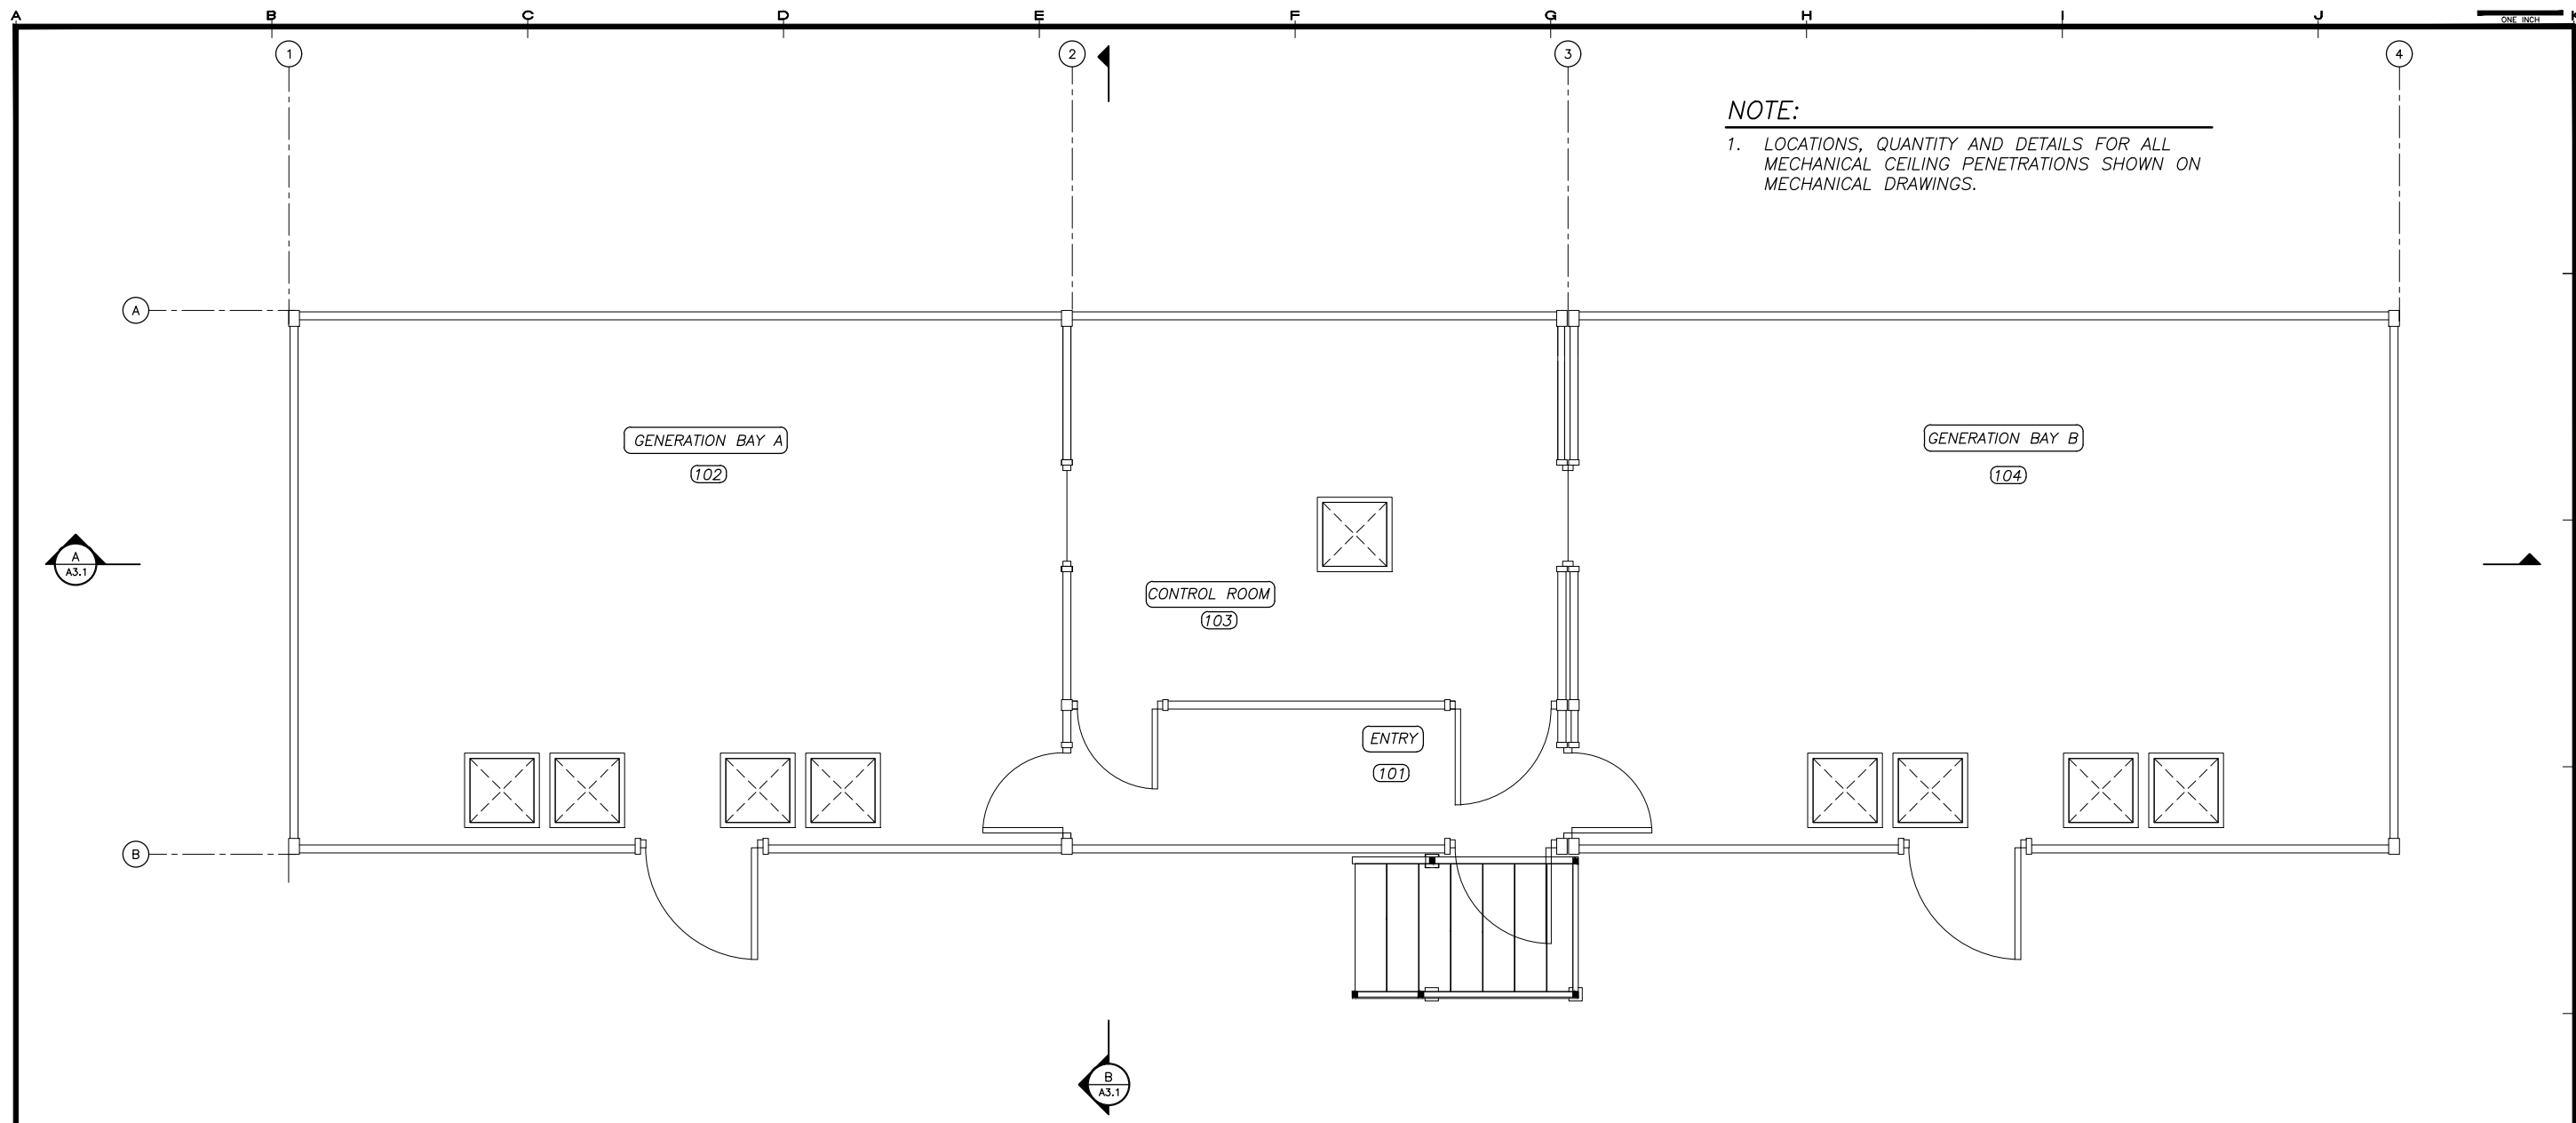 A B C D E F G H I J K
ONE INCH
1 2 3 4
NOTE:
1. LOCATIONS, QUANTITY AND DETAILS FOR ALL
MECHANICAL CEILING PENETRATIONS SHOWN ON
MECHANICAL DRAWINGS.
A
GENERATION BAY A
102
GENERATION BAY B
104
A
A3.1
CONTROL ROOM
103
ENTRY
101
B
B
A3.1